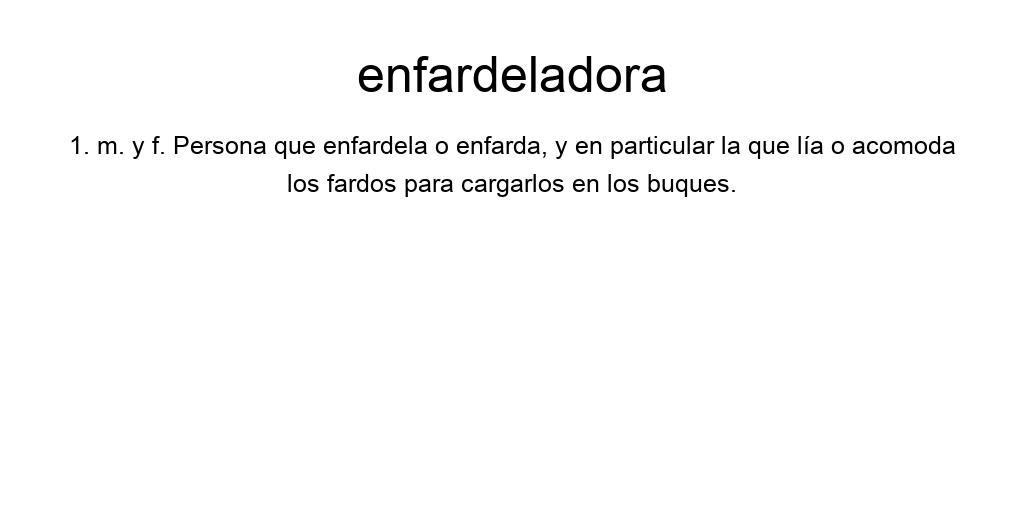 enfardeladora
1. m. y f. Persona que enfardela o enfarda, y en particular la que lía o acomoda
los fardos para cargarlos en los buques.